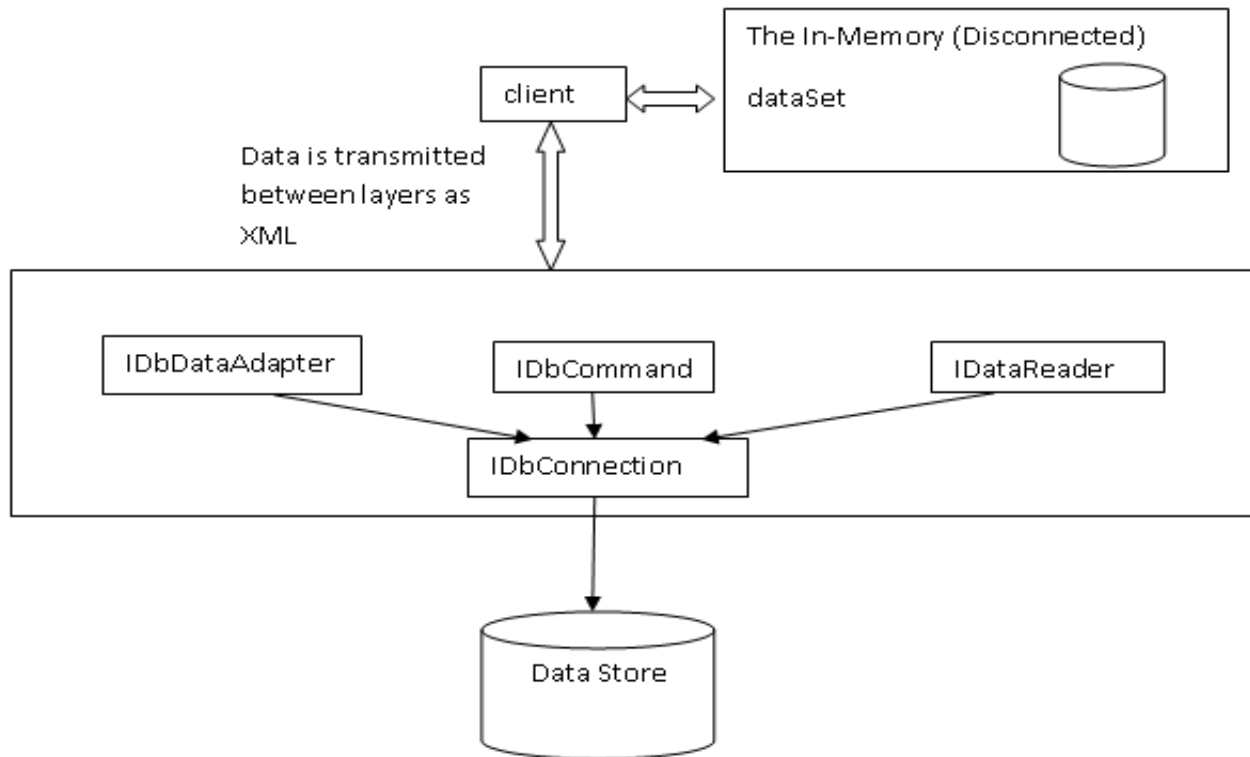 The In-Memory (Disconnected)
dataSet
client
Data is transmitted
between layers as
XML
IDbDataAdapter
IDbCommand
IDataReader
IDbConnection
Data Store